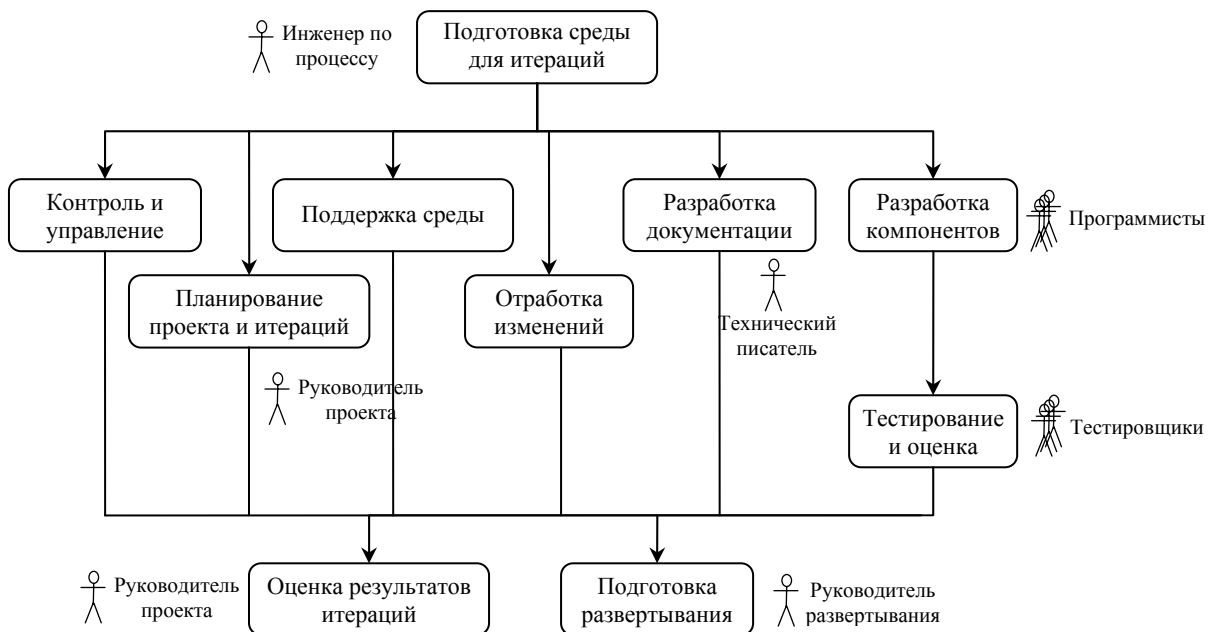 Инженер по
процессу
Подготовка среды
для итераций
Контроль и
управление
Поддержка среды
Разработка
документации
Разработка
компонентов
Программисты
Планирование
проекта и итераций
Отработка
изменений
Технический
писатель
Руководитель
проекта
Тестирование
и оценка
Тестировщики
Руководитель
проекта
Оценка результатов
итераций
Подготовка
развертывания
Руководитель
развертывания